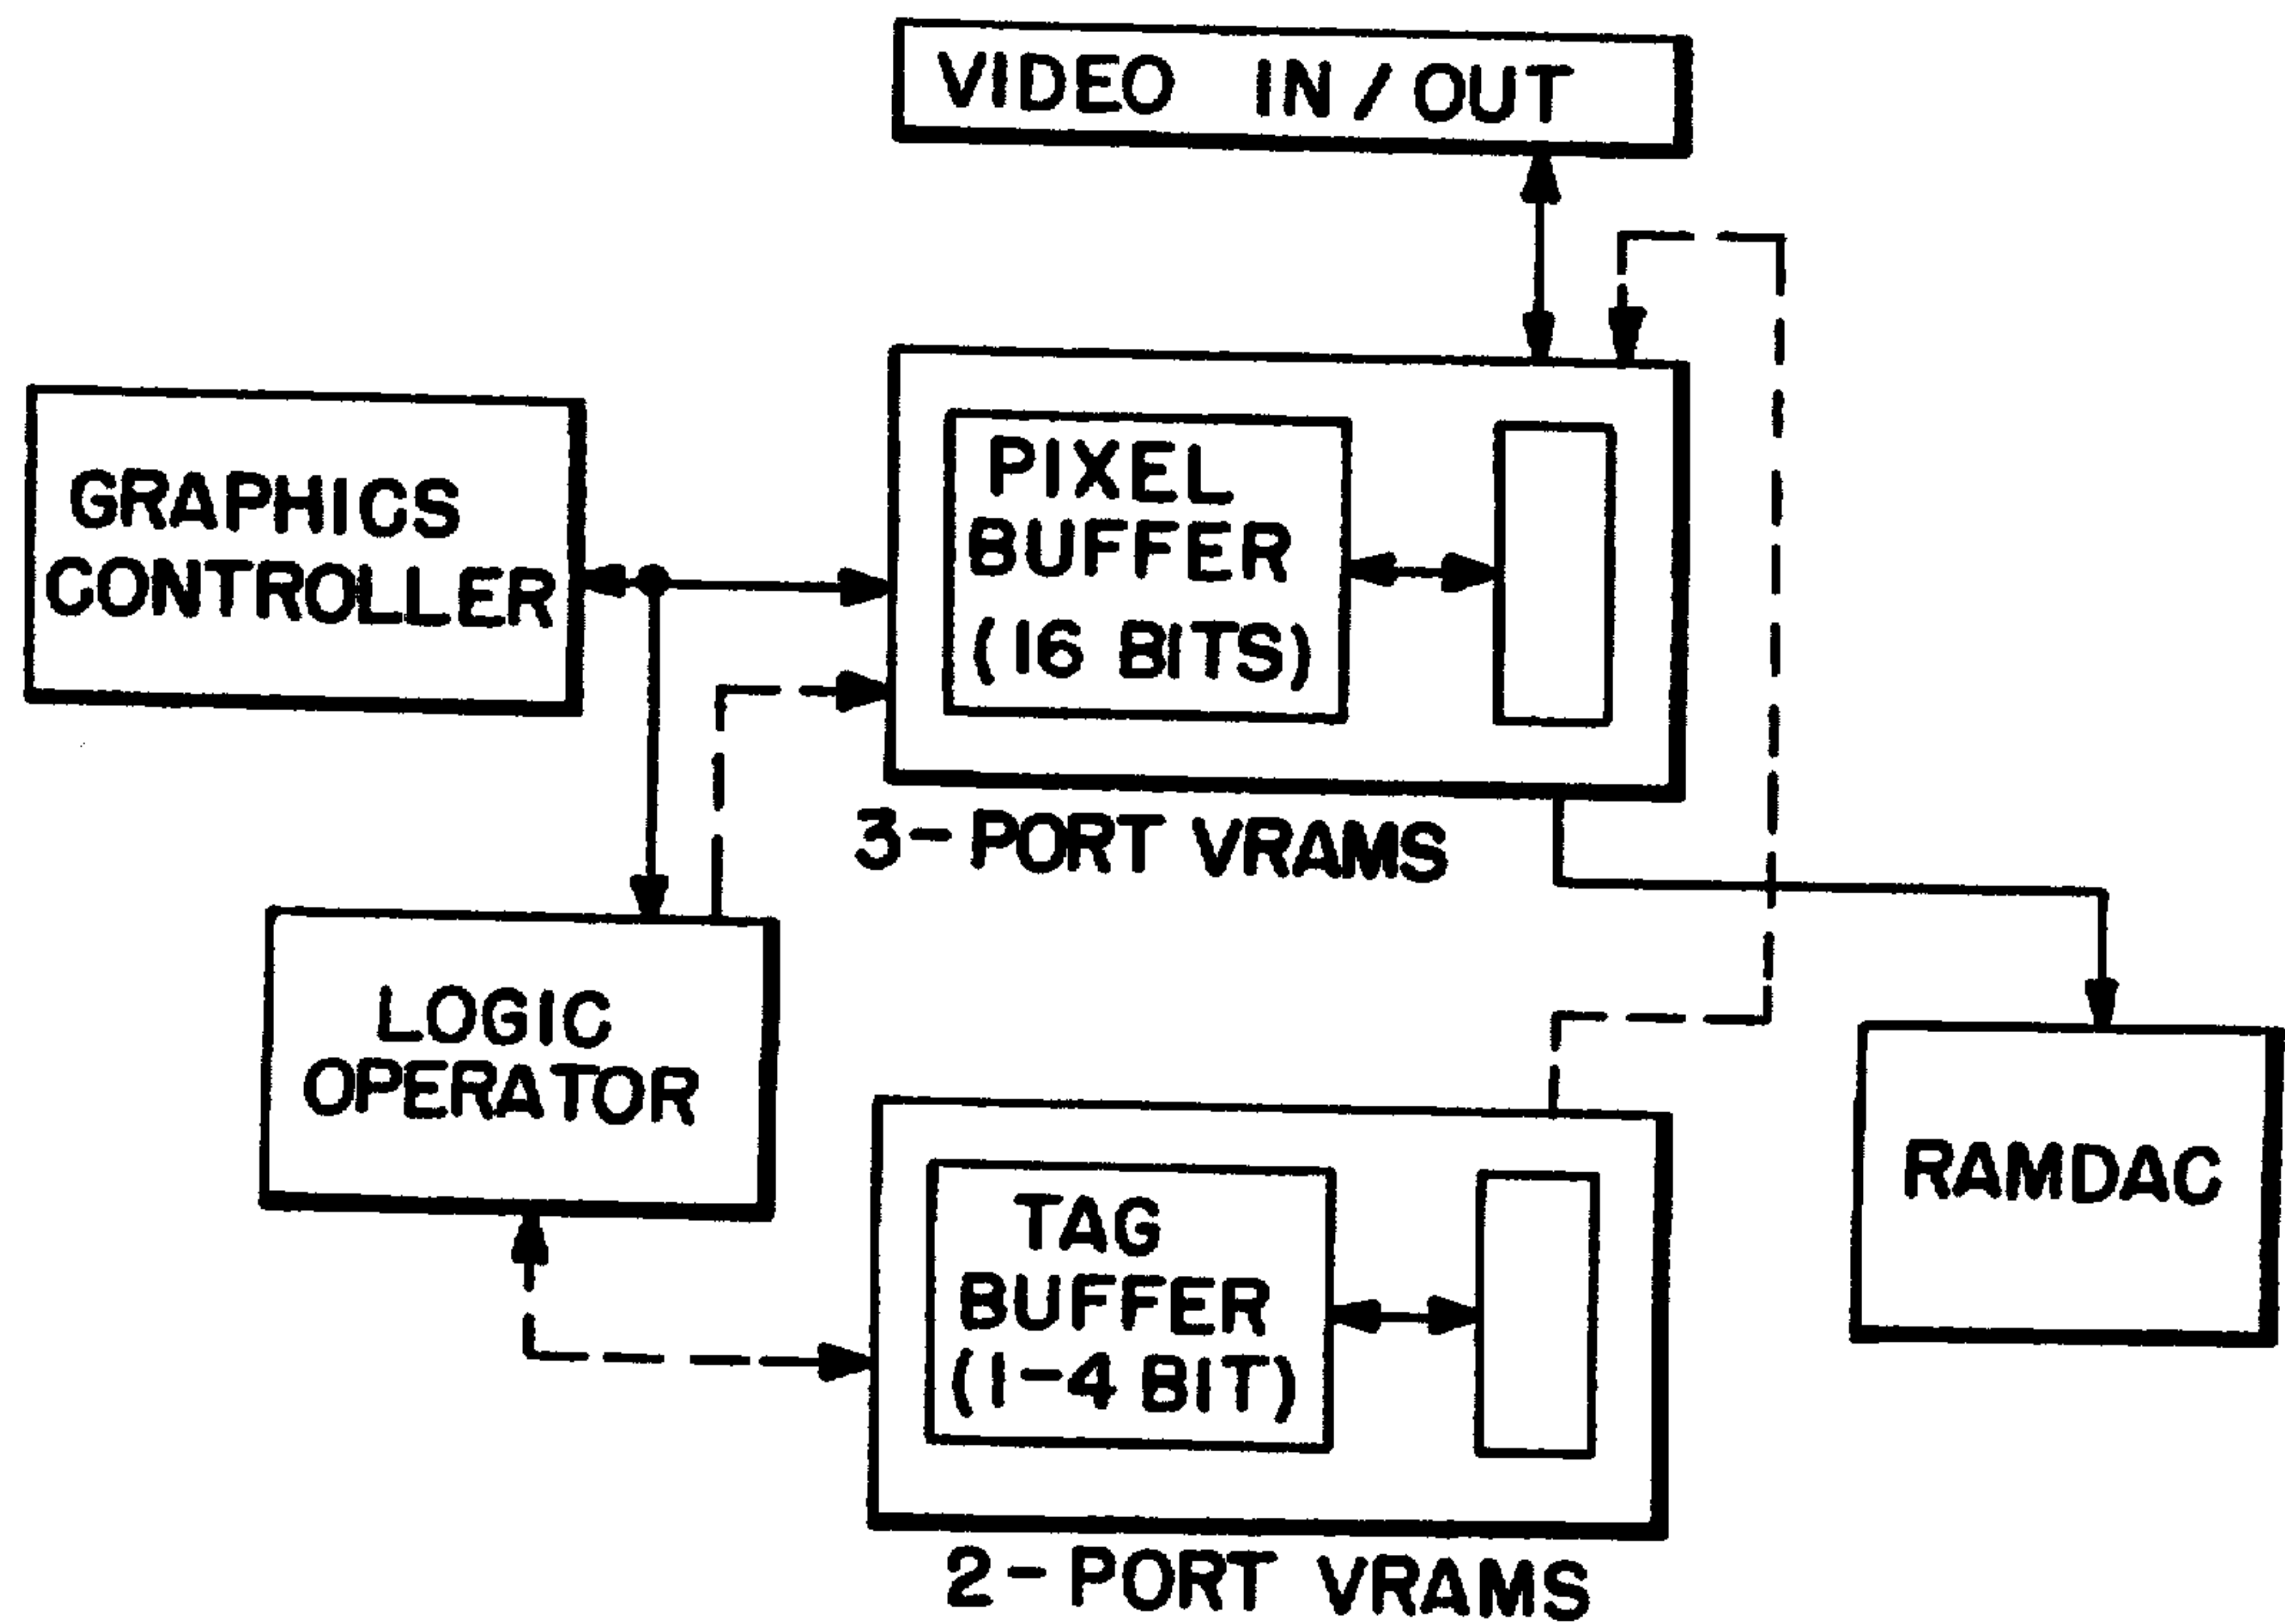 VIDEO IN/OUT
GRAPHICS
CONTROLLER
PIXEL
BUFFER
(16 BITS)
3-PORT VRAMS
LOGIC
OPERATOR
TAG
BUFFER
(1-4 BIT)
RAMDAC
2-PORT VRAMS